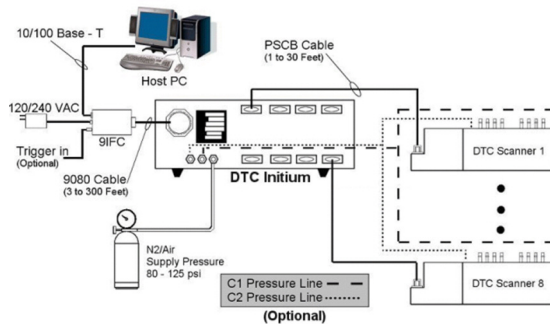 10/100 Base - T
Host PC
PSCB Cable
(1 to 30 Feet)
120/240 VAC
9IFC
Trigger in
(Optional)
9080 Cable
(3 to 300 Feet)
DTC Initium
DTC Scanner 1
N2/Air
Supply Pressure
80 - 125 psi
C1 Pressure Line
C2 Pressure Line
(Optional)
DTC Scanner 8